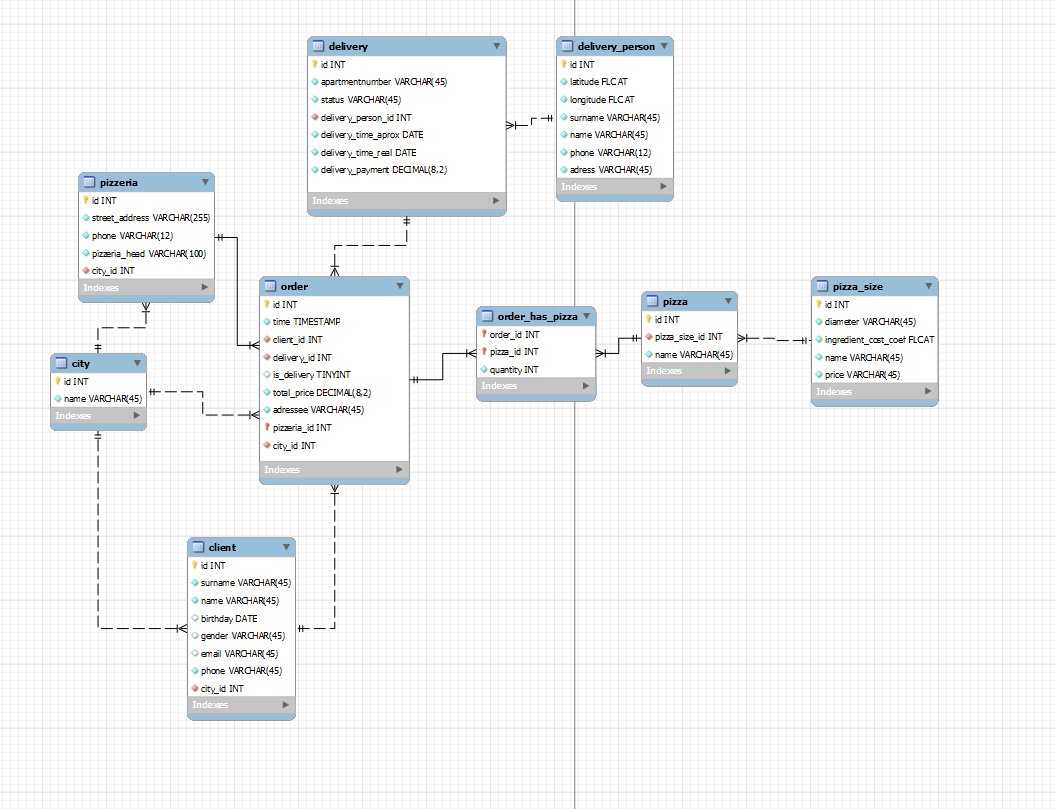 delivery
id INT
apartmentnumber VARCHAR(45)
status VARCHAR(45)
delivery_person_id INT
delivery_time_aprox DATE
delivery_time_real DATE
delivery_payment DECIMAL(8,2)
Indexes
delivery_person
id INT
latitude FLOAT
longitude FLOAT
surname VARCHAR(45)
name VARCHAR(45)
phone VARCHAR(12)
adress VARCHAR(45)
Indexes
pizzeria
id INT
street_address VARCHAR(255)
phone VARCHAR(12)
pizzeria_head VARCHAR(100)
city_id INT
Indexes
order
id INT
time TIMESTAMP
client_id INT
delivery_id INT
is_delivery TINYINT
total_price DECIMAL(8,2)
adressee VARCHAR(45)
pizzeria_id INT
city_id INT
Indexes
order_has_pizza
order_id INT
pizza_id INT
quantity INT
Indexes
pizza
id INT
pizza_size_id INT
name VARCHAR(45)
Indexes
pizza_size
id INT
diameter VARCHAR(45)
ingredient_cost_coef FLOAT
name VARCHAR(45)
price VARCHAR(45)
Indexes
city
id INT
name VARCHAR(45)
Indexes
client
id INT
surname VARCHAR(45)
name VARCHAR(45)
birthday DATE
gender VARCHAR(45)
email VARCHAR(45)
phone VARCHAR(45)
city_id INT
Indexes